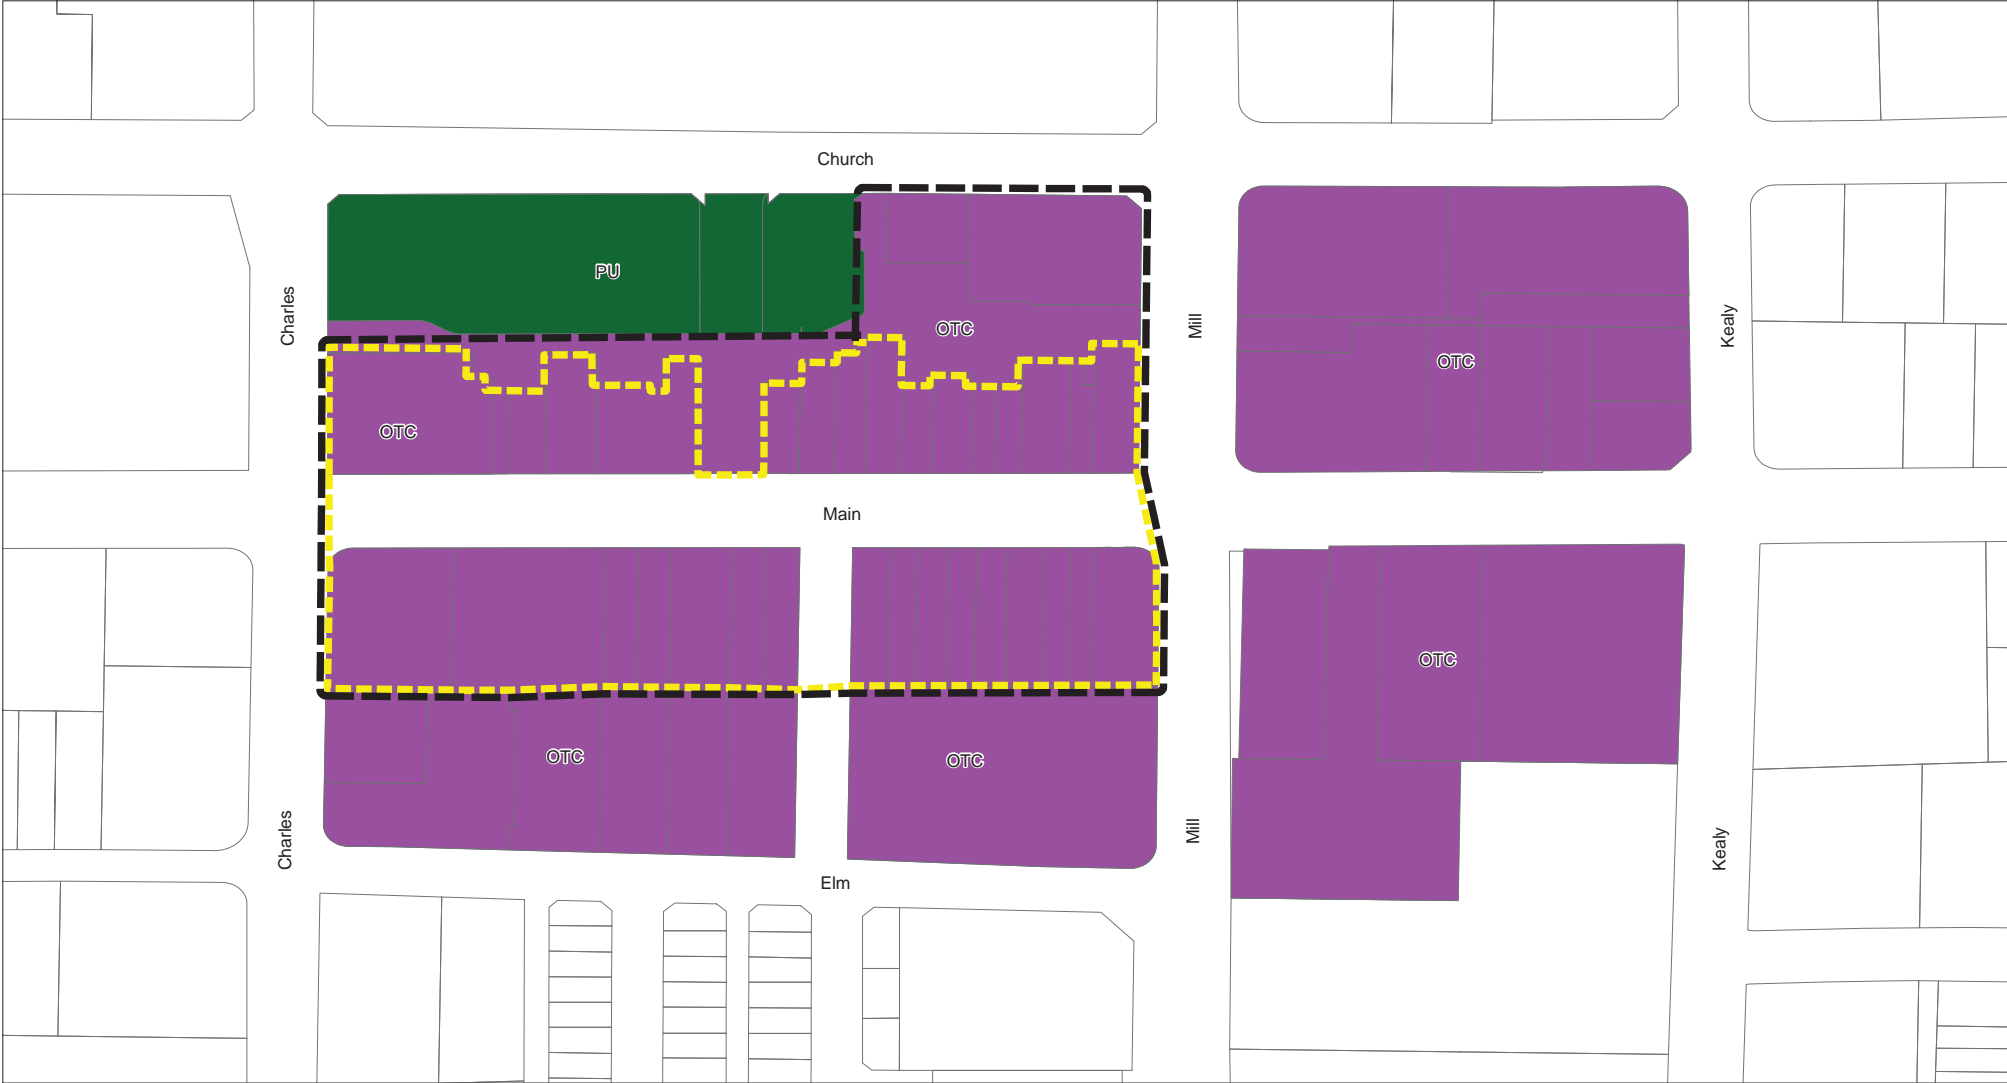 Church
PU
Charles
OTC
Mill
Kealy
OTC
OTC
Main
OTC
OTC
OTC
Charles
Mill
Kealy
Elm